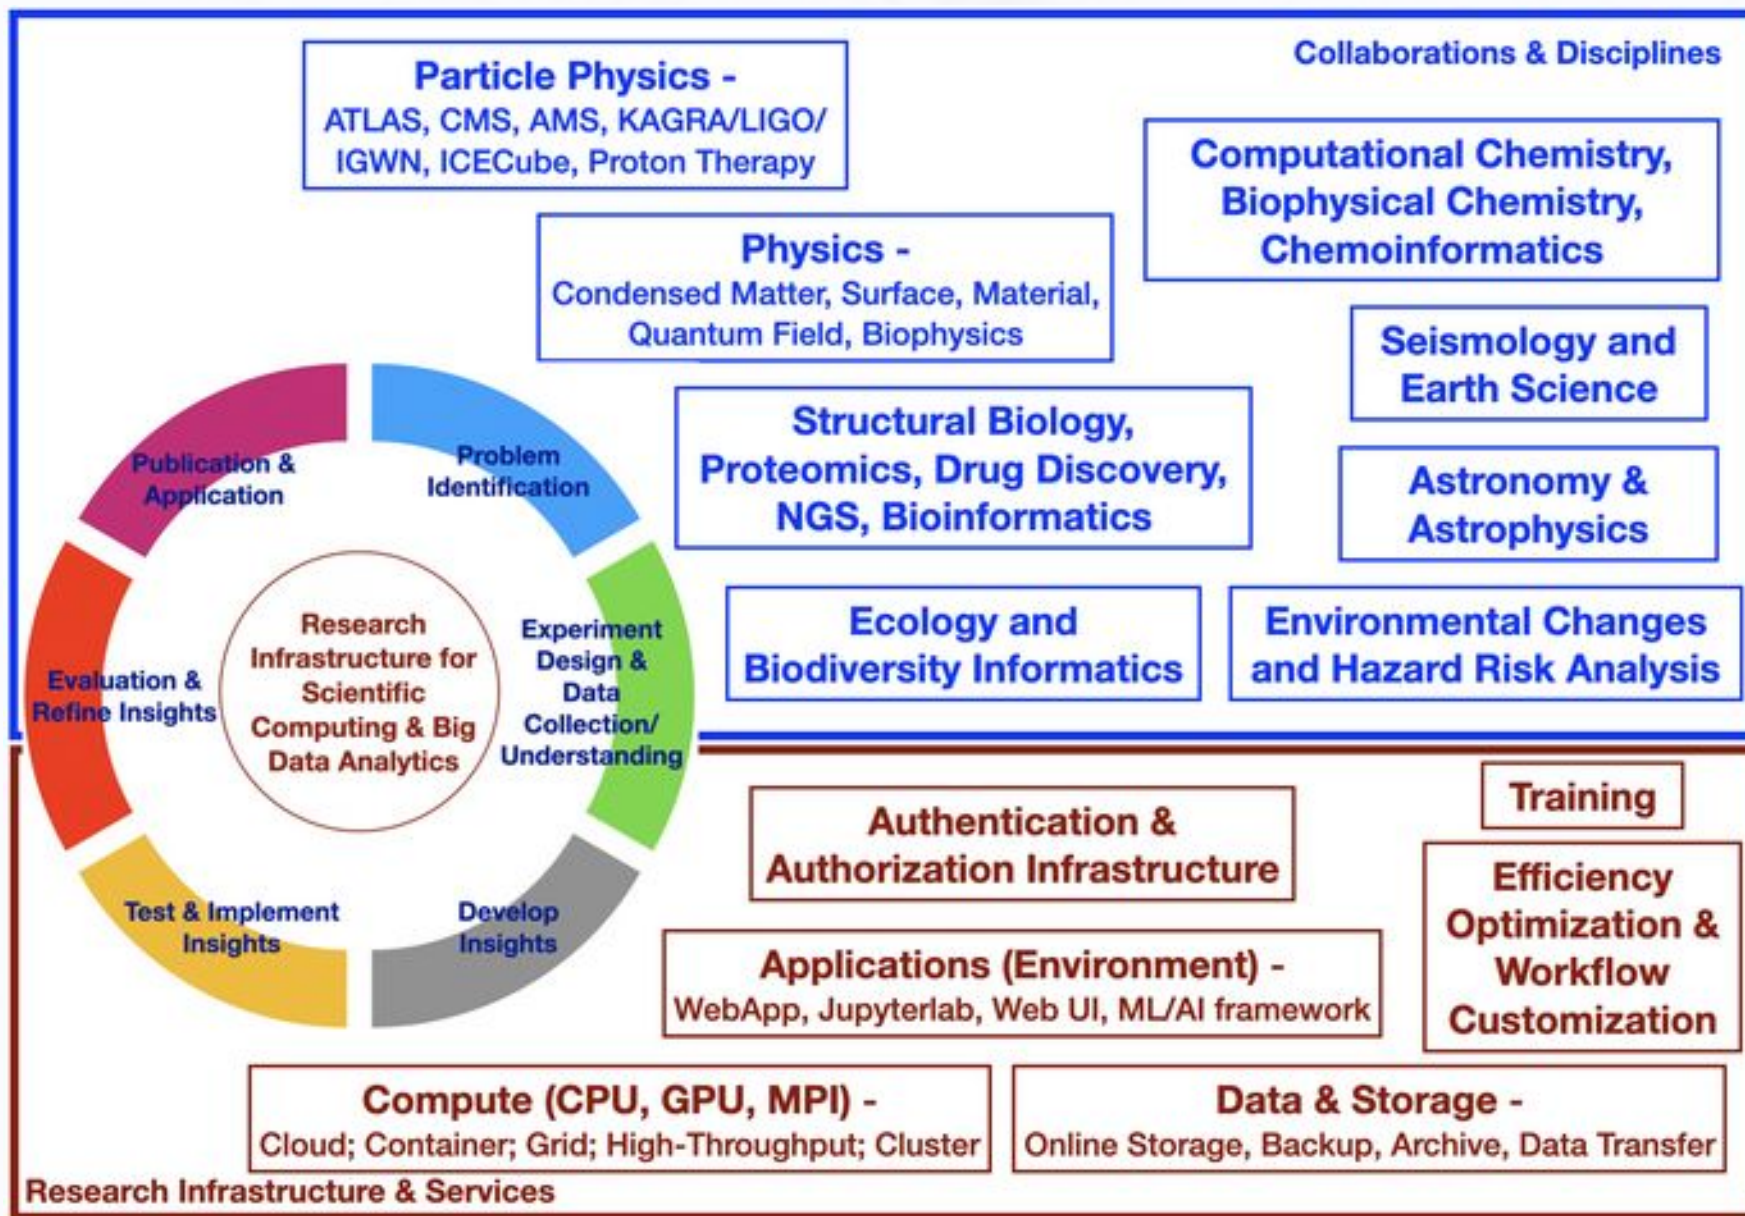 Collaborations & Disciplines
Particle Physics -
ATLAS, CMS, AMS, KAGRA/LIGO/
IGWN, ICECube, Proton Therapy
Computational Chemistry,
Biophysical Chemistry,
Chemoinformatics
Physics -
Condensed Matter, Surface, Material,
Quantum Field, Biophysics
Seismology and
Earth Science
Structural Biology,
Proteomics, Drug Discovery,
NGS, Bioinformatics
Astronomy &
Astrophysics
Ecology and
Biodiversity Informatics
Environmental Changes
and Hazard Risk Analysis
Publication &
Application
Problem
Identification
Evaluation &
Refine Insights
Research
Infrastructure for
Scientific
Computing & Big
Data Analytics
Experiment
Design &
Data
Collection/
Understanding
Test & Implement
Insights
Develop
Insights
Training
Authentication &
Authorization Infrastructure
Efficiency
Optimization &
Workflow
Customization
Applications (Environment) -
WebApp, Jupyterlab, Web UI, ML/AI framework
Compute (CPU, GPU, MPI) -
Cloud; Container; Grid; High-Throughput; Cluster
Data & Storage -
Online Storage, Backup, Archive, Data Transfer
Research Infrastructure & Services